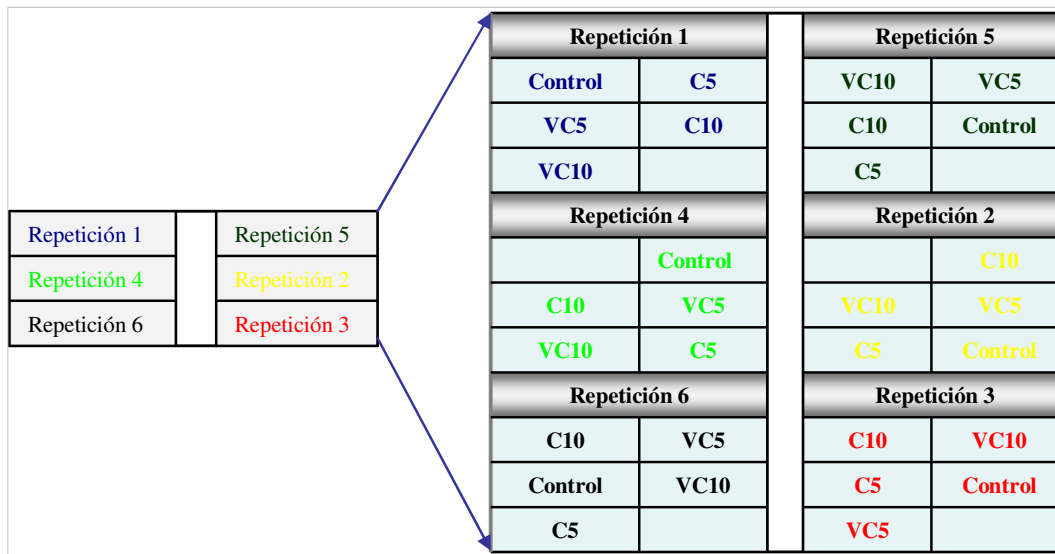 Repetición 1 Repetición 5
Repetición 4 Repetición 2
Repetición 6 Repetición 3
Repetición 1 Repetición 5
Control C5 VC10 VC5
VC5 C10 C10 Control
VC10 C5
Repetición 4 Repetición 2
Control C10
C10 VC5 VC10 VC5
VC10 C5 C5 Control
Repetición 6 Repetición 3
C10 VC5 C10 VC10
Control VC10 C5 Control
C5 VC5